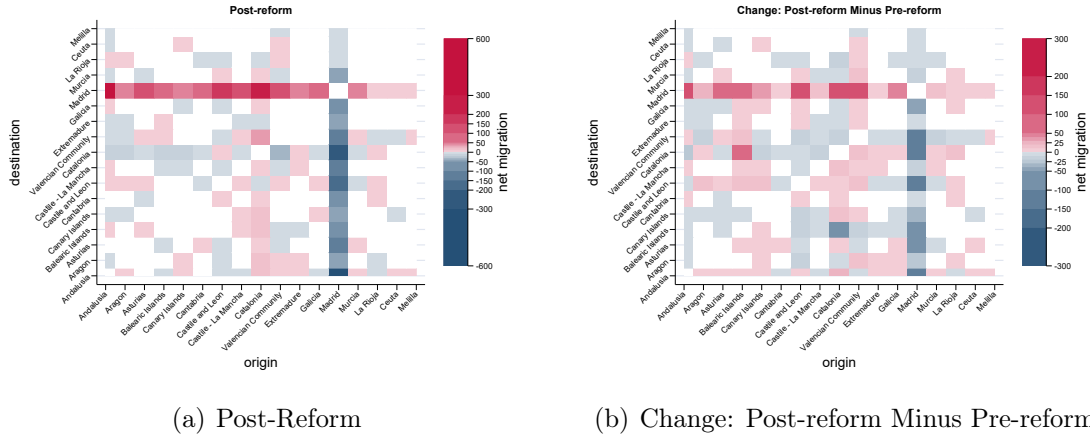 Post-reform
destination
Melilla
Ceuta
La Rioja
Murcia
Madrid
Galicia
Extremadure
Valencian Community
Catalonia
Castile - La Mancha
Castile and Leon
Cantabria
Canary Islands
Balearic Islands
Asturias
Aragon
Andalusia
Andalusia
Aragon
Asturias
Balearic Islands
Canary Islands
Cantabria
Castile and Leon
Castile - La Mancha
Catalonia
Valencian Community
Extremadure
Galicia
Madrid
Murcia
La Rioja
Ceuta
Melilla
origin
600
300
200
150
100
50
0
-50
-100
-200
-300
-600
net migration
(a) Post-Reform
Change: Post-reform Minus Pre-reform
destination
Melilla
Ceuta
La Rioja
Murcia
Madrid
Galicia
Extremadure
Valencian Community
Catalonia
Castile - La Mancha
Castile and Leon
Cantabria
Canary Islands
Balearic Islands
Asturias
Aragon
Andalusia
Andalusia
Aragon
Asturias
Balearic Islands
Canary Islands
Cantabria
Castile and Leon
Castile - La Mancha
Catalonia
Valencian Community
Extremadure
Galicia
Madrid
Murcia
La Rioja
Ceuta
Melilla
origin
300
200
150
100
50
25
0
-25
-50
-100
-200
-300
net migration
(b) Change: Post-reform Minus Pre-reform